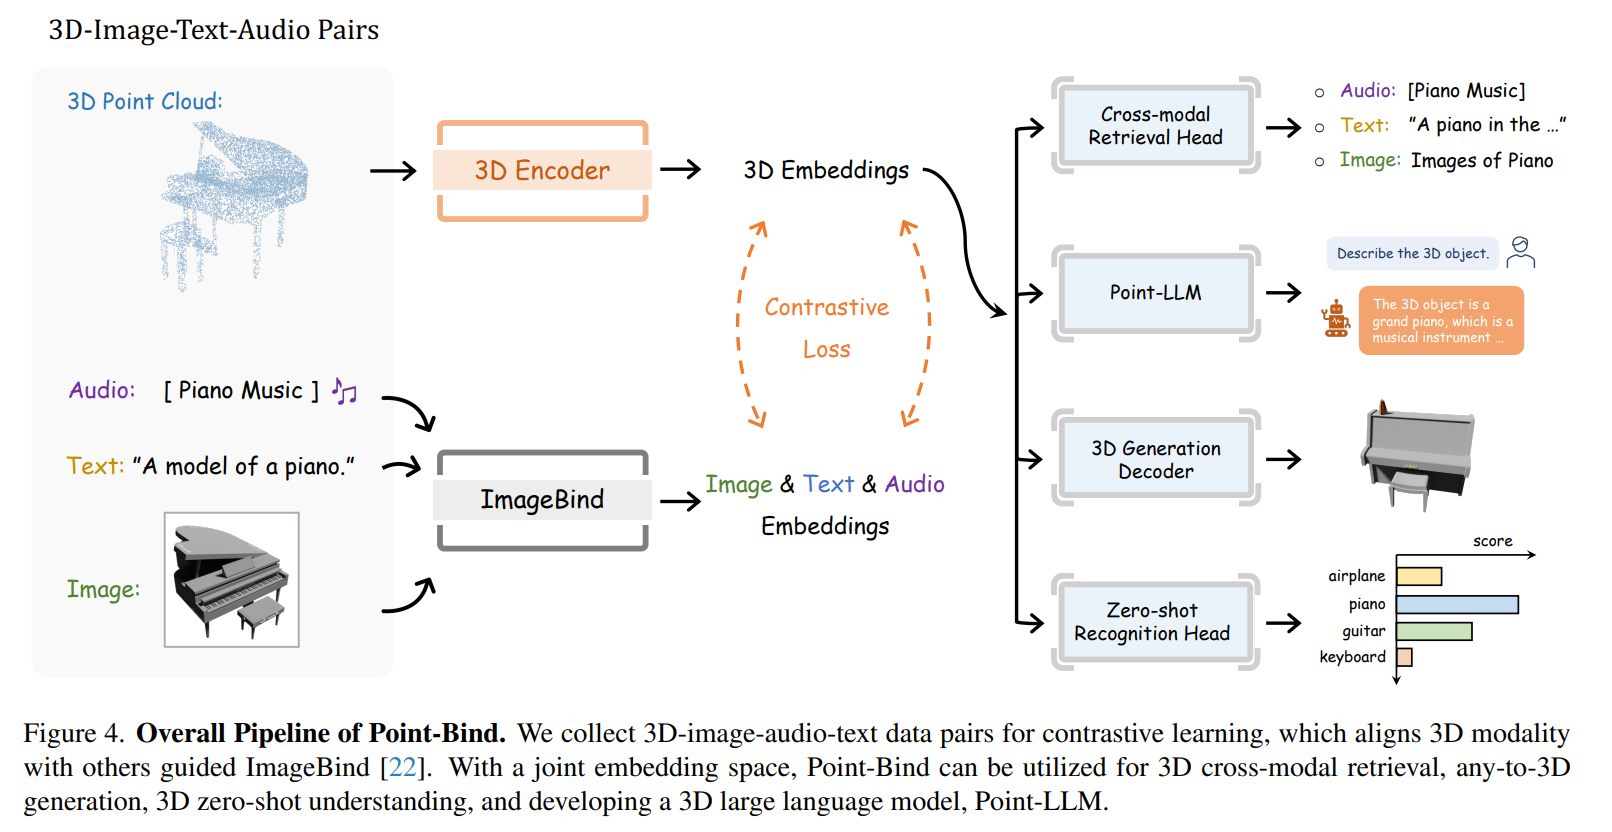 3D-Image-Text-Audio Pairs
3D Point Cloud:
3D Encoder
3D Embeddings
Contrastive
Loss
Audio: [ Piano Music ]
Text: "A model of a piano."
Image:
ImageBind
Image & Text & Audio
Embeddings
Cross-modal
Retrieval Head
Audio: [Piano Music]
Text: "A piano in the ..."
Image: Images of Piano
Point-LLM
Describe the 3D object.
The 3D object is a
grand piano, which is a
musical instrument ...
3D Generation
Decoder
Zero-shot
Recognition Head
score
airplane
piano
guitar
keyboard
Figure 4. Overall Pipeline of Point-Bind. We collect 3D-image-audio-text data pairs for contrastive learning, which aligns 3D modality
with others guided ImageBind [22]. With a joint embedding space, Point-Bind can be utilized for 3D cross-modal retrieval, any-to-3D
generation, 3D zero-shot understanding, and developing a 3D large language model, Point-LLM.